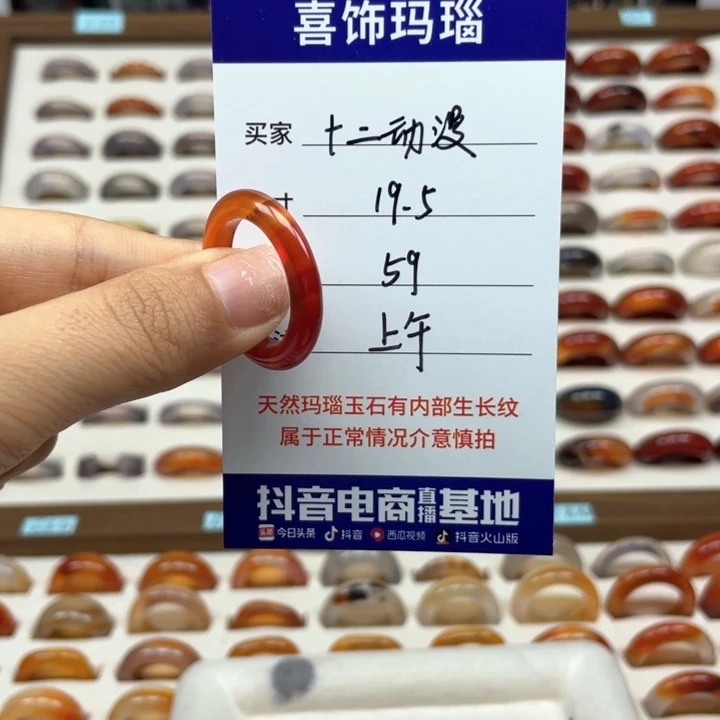 喜饰玛瑙
买家 十二动漫
寸 19.5
59
上午
天然玛瑙玉石有内部生长纹
属于正常情况介意慎拍
抖音电商直播基地
头条 今日头条 抖音 西瓜视频 抖音火山版